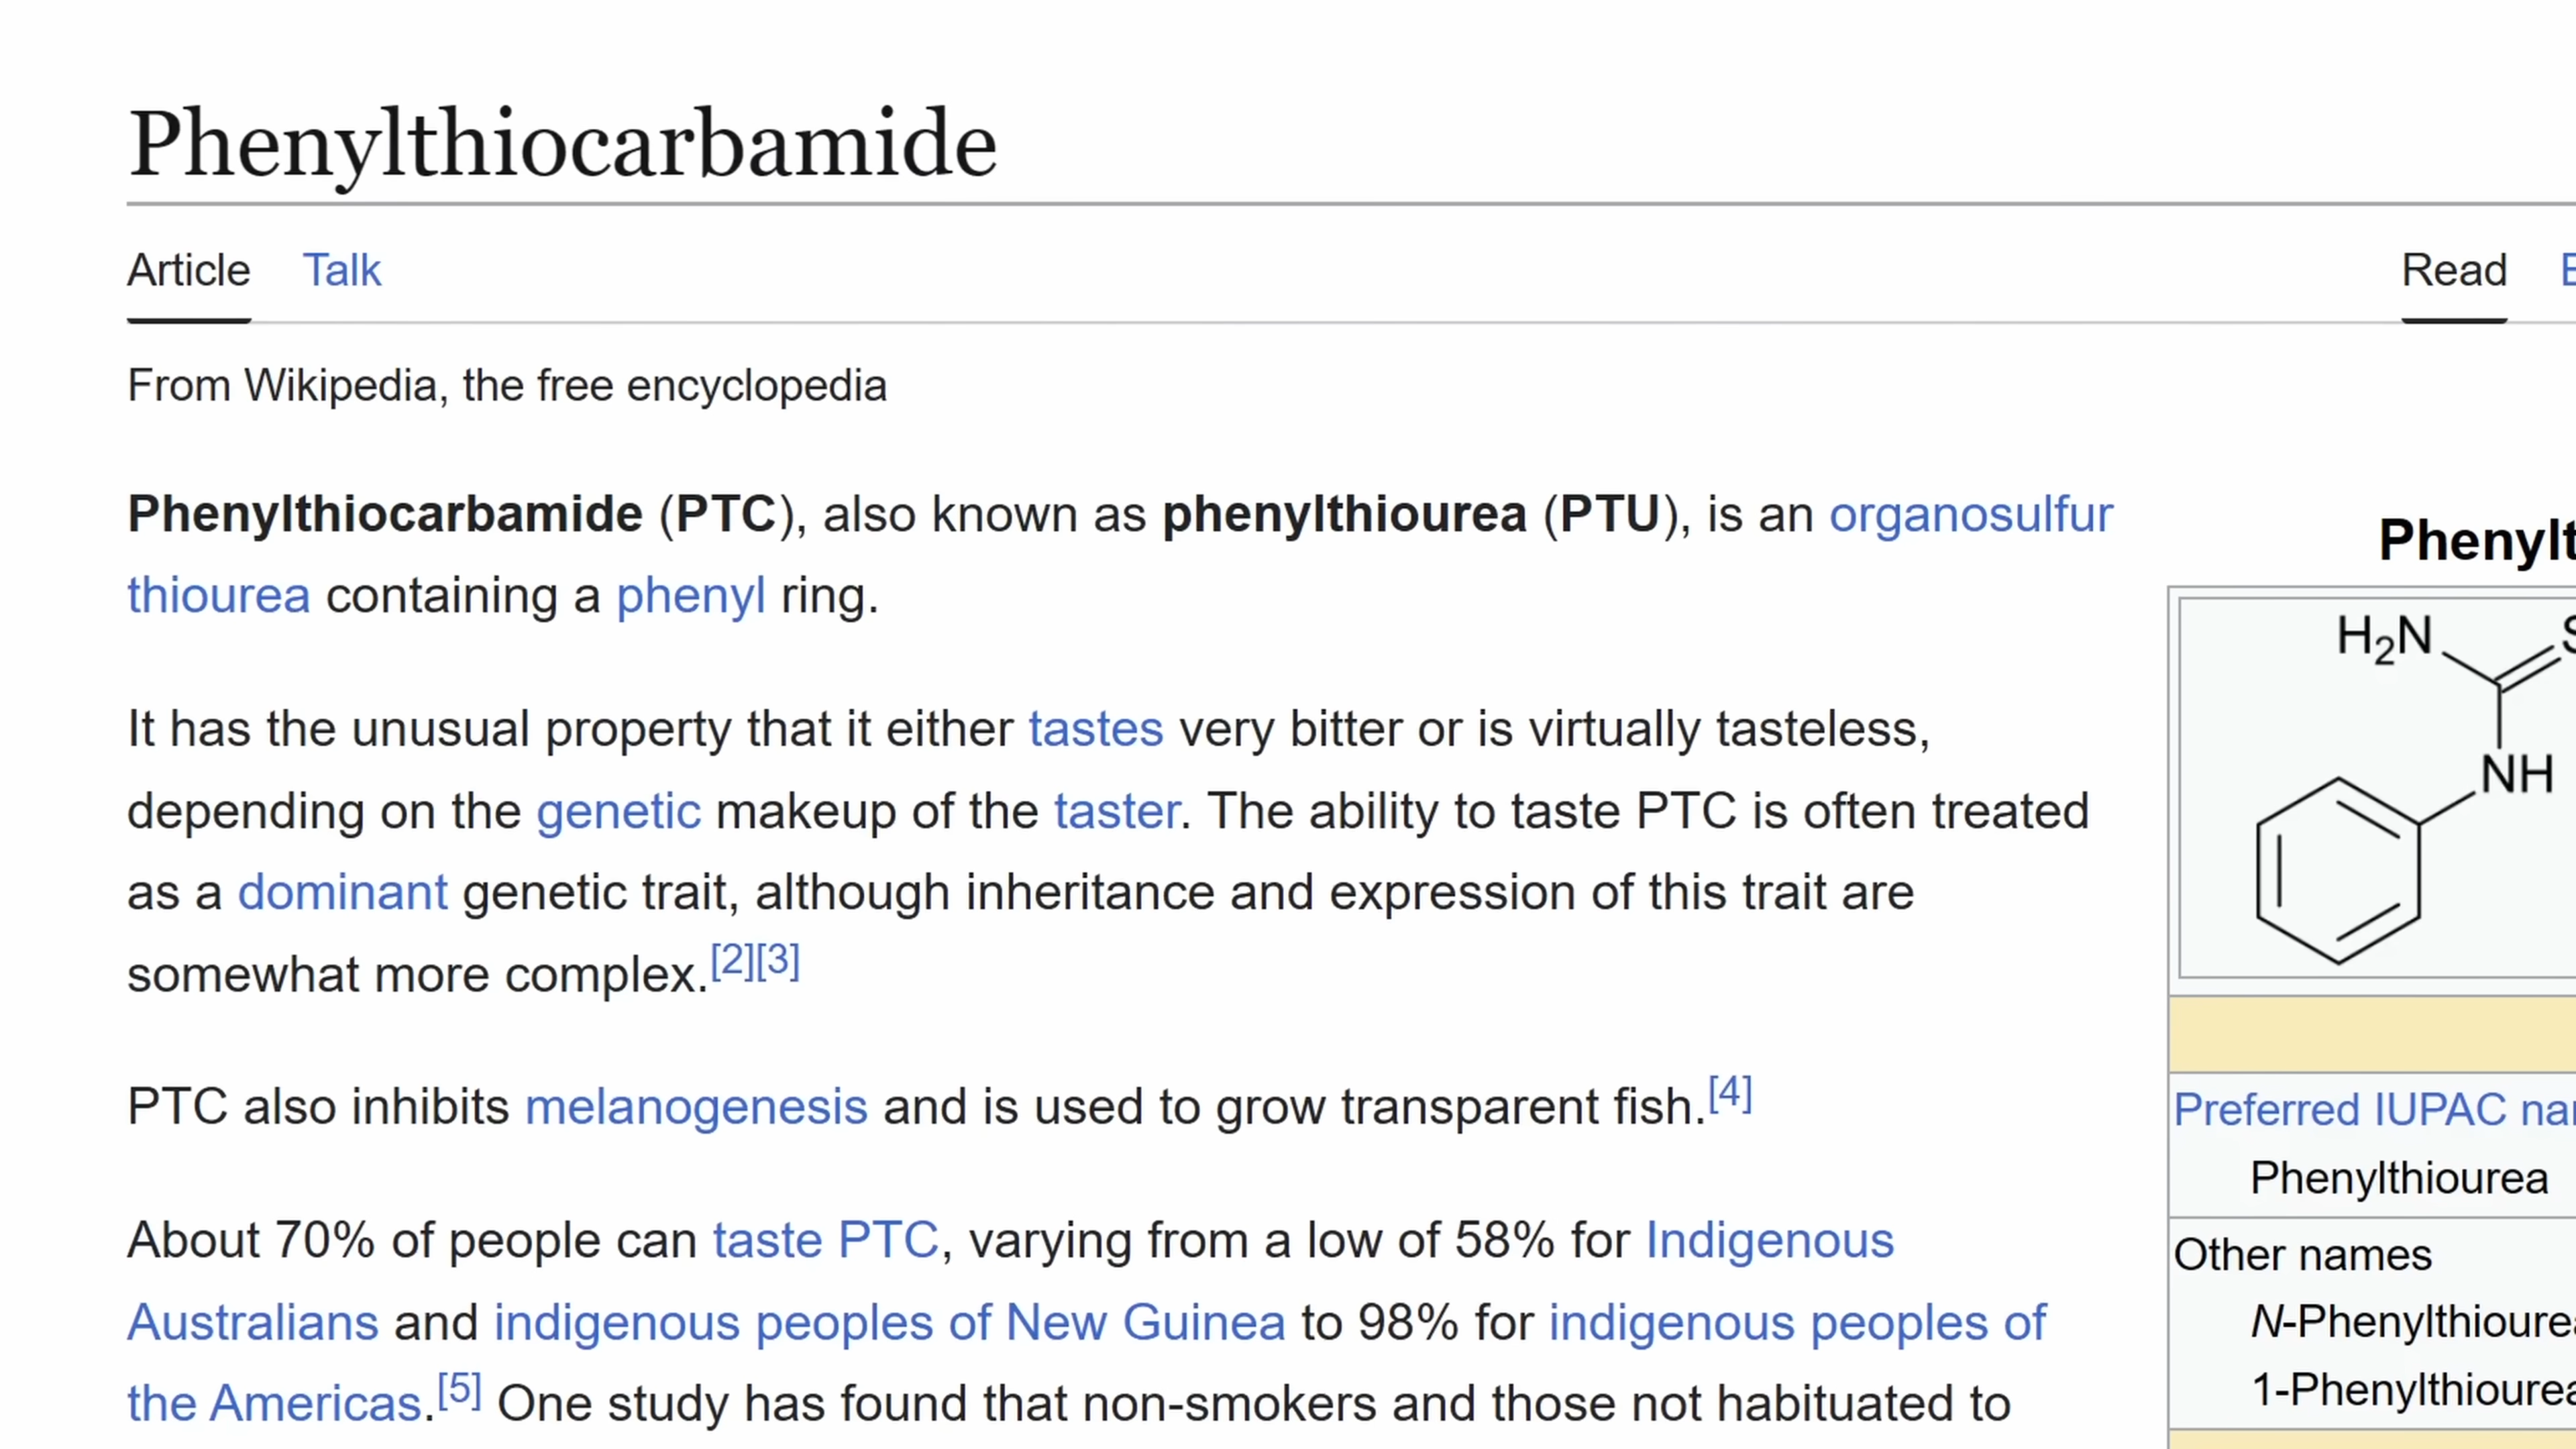 Phenylthiocarbamide
Article Talk Read
From Wikipedia, the free encyclopedia
Phenylthiocarbamide (PTC), also known as phenylthiourea (PTU), is an organosulfur
thiourea containing a phenyl ring.
It has the unusual property that it either tastes very bitter or is virtually tasteless,
depending on the genetic makeup of the taster. The ability to taste PTC is often treated
as a dominant genetic trait, although inheritance and expression of this trait are
somewhat more complex.[2][3]
PTC also inhibits melanogenesis and is used to grow transparent fish.[4]
About 70% of people can taste PTC, varying from a low of 58% for Indigenous
Australians and indigenous peoples of New Guinea to 98% for indigenous peoples of
the Americas.[5] One study has found that non-smokers and those not habituated to
Phenylt
H₂N S
NH
Preferred IUPAC na
Phenylthiourea
Other names
N-Phenylthiourea
1-Phenylthiourea